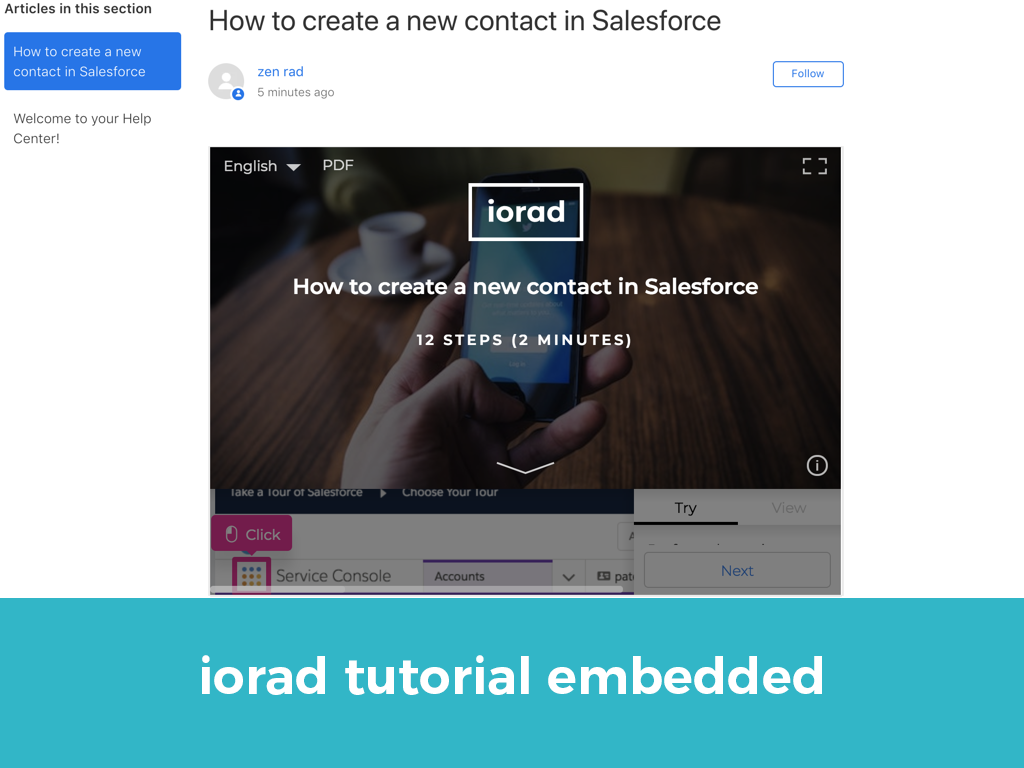 Articles in this section
How to create a new
contact in Salesforce
Welcome to your Help
Center!
How to create a new contact in Salesforce
zen rad
5 minutes ago
Follow
English
PDF
iorad
How to create a new contact in Salesforce
12 STEPS (2 MINUTES)
Log in
Take a Tour of Salesforce
Choose Your Tour
Try
View
Click
Service Console
Accounts
Next
iorad tutorial embedded